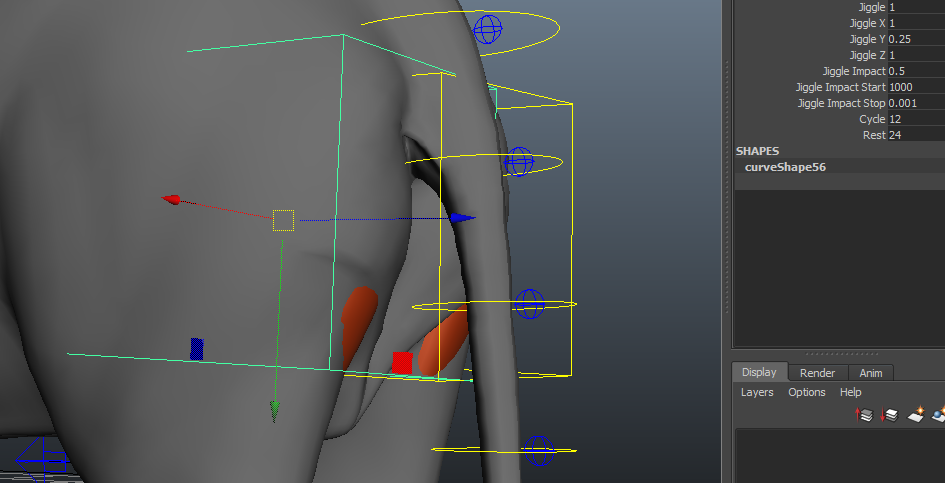 Jiggle 1
Jiggle X 1
Jiggle Y 0.25
Jiggle Z 1
Jiggle Impact 0.5
Jiggle Impact Start 1000
Jiggle Impact Stop 0.001
Cycle 12
Rest 24
SHAPES
curveShape56
Display Render Anim
Layers Options Help